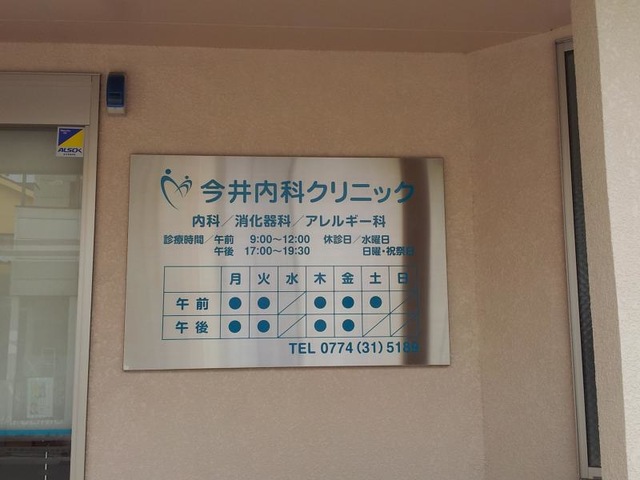 ALSOK
今井内科クリニック
内科／消化器科／アレルギー科
診療時間／午前 9:00～12:00 休診日／水曜日
午後 17:00～19:30 日曜・祝祭日
月 火 水 木 金 土 日
午前 ● ● ／ ● ● ● ／
午後 ● ● ／ ● ● ／ ／
TEL 0774(31)5188